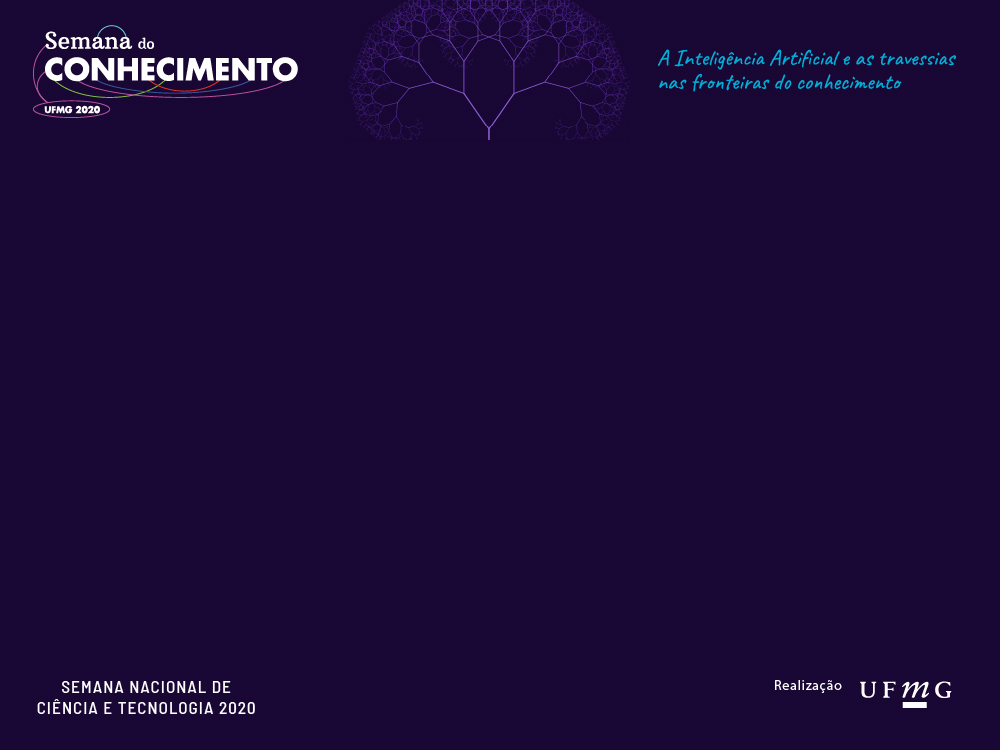 Semana do
CONHECIMENTO
UFMG 2020
A Inteligência Artificial e as travessias
nas fronteiras do conhecimento
SEMANA NACIONAL DE
CIÊNCIA E TECNOLOGIA 2020
Realização
UFmG